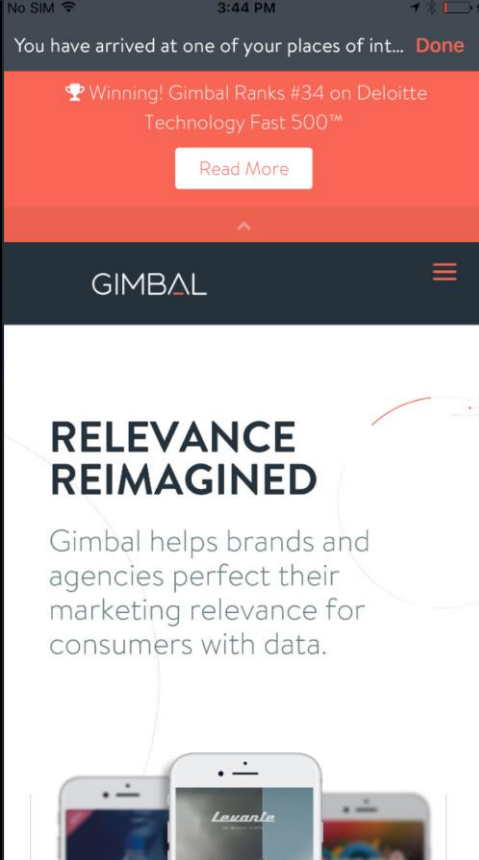 No SIM 3:44 PM
You have arrived at one of your places of int... Done
Winning! Gimbal Ranks #34 on Deloitte
Technology Fast 500™
Read More
GIMBAL
RELEVANCE
REIMAGINED
Gimbal helps brands and
agencies perfect their
marketing relevance for
consumers with data.
Levante